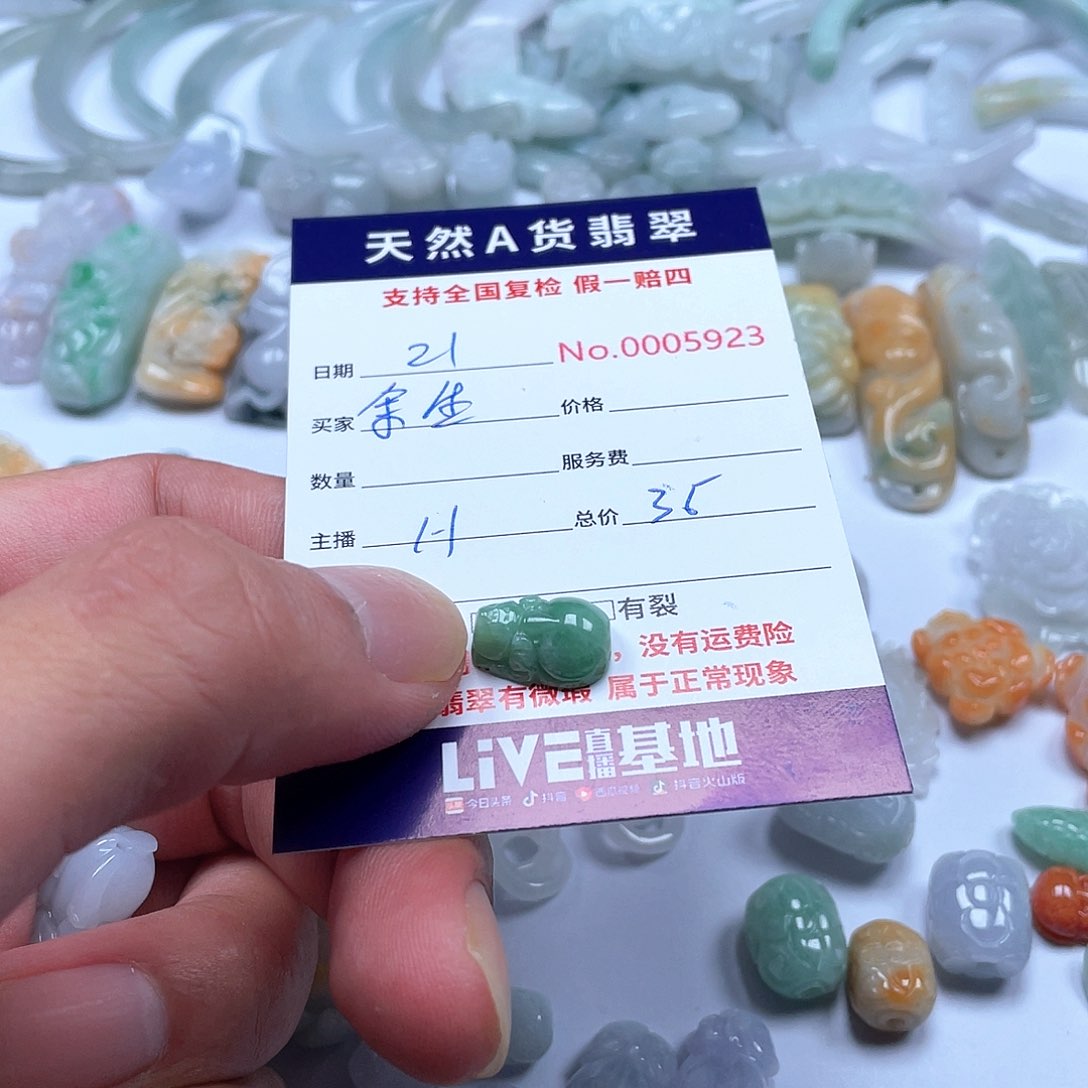 天然A货翡翠
支持全国复检 假一赔四
日期 21 No.0005923
买家 余生 价格
数量 服务费
主播 H 总价 35
有裂
，没有运费险
翡翠有微瑕 属于正常现象
LiVE直播基地
今日头条 抖音 西瓜视频 抖音火山版